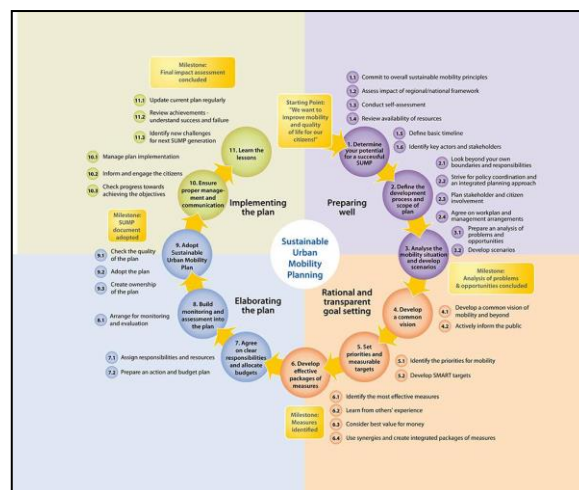 Milestone:
Final impact assessment
concluded
11.1 Update current plan regularly
11.2 Review achievements -
understand success and failure
11.3 Identify new challenges
for next SUMP generation
11. Learn the
lessons
10.1 Manage plan implementation
10.2 Inform and engage the citizens
10.3 Check progress towards
achieving the objectives
10. Ensure
proper manage-
ment and
communication
Implementing
the plan
Starting Point:
"We want to
improve mobility
and quality
of life for our
citizens!"
1.1 Commit to overall sustainable mobility principles
1.2 Assess impact of regional/national framework
1.3 Conduct self-assessment
1.4 Review availability of resources
1.5 Define basic timeline
1.6 Identify key actors and stakeholders
1. Determine
your potential
for a successful
SUMP
2.1 Look beyond your own
boundaries and responsibilities
2.2 Strive for policy coordination and
an integrated planning approach
2.3 Plan stakeholder and citizen
involvement
2.4 Agree on workplan and
management arrangements
2. Define the
development
process and
scope of
plan
Preparing
well
3.1 Prepare an analysis of
problems and
opportunities
3.2 Develop scenarios
3. Analyse the
mobility situation
and develop
scenarios
Milestone:
Analysis of problems
& opportunities concluded
Sustainable
Urban
Mobility
Planning
Milestone:
SUMP
document
adopted
9.1 Check the quality
of the plan
9.2 Adopt the plan
9.3 Create ownership
of the plan
9. Adopt
Sustainable
Urban Mobility
Plan
8.1 Arrange for monitoring
and evaluation
8. Build
monitoring and
assessment into
the plan
Elaborating
the plan
7.1 Assign responsibilities and resources
7.2 Prepare an action and budget plan
7. Agree
on clear
responsibilities
and allocate
budgets
Rational and
transparent
goal setting
4. Develop
a common
vision
4.1 Develop a common vision
of mobility and beyond
4.2 Actively inform the public
5. Set
priorities and
measurable
targets
5.1 Identify the priorities for mobility
5.2 Develop SMART targets
6. Develop
effective
packages of
measures
Milestone:
Measures
identified
6.1 Identify the most effective measures
6.2 Learn from others' experience
6.3 Consider best value for money
6.4 Use synergies and create integrated packages of measures